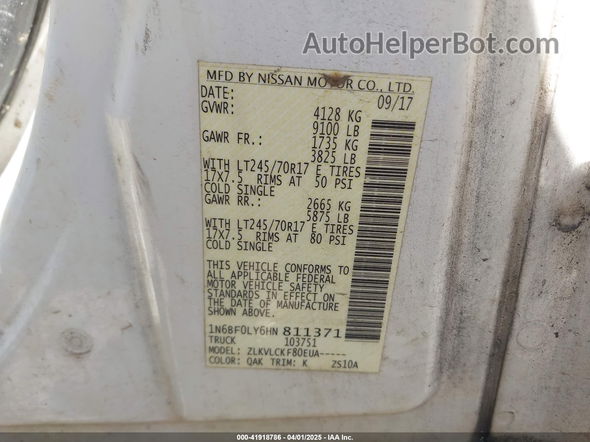 AutoHelperBot.com
MFD BY NISSAN MOTOR CO., LTD.
DATE: 09/17
GVWR: 4128 KG
9100 LB
GAWR FR.: 1735 KG
3825 LB
WITH LT245/70R17 E TIRES
17X7.5 RIMS AT 50 PSI
COLD SINGLE
GAWR RR.: 2665 KG
5875 LB
WITH LT245/70R17 E TIRES
17X7.5 RIMS AT 80 PSI
COLD SINGLE
THIS VEHICLE CONFORMS TO
ALL APPLICABLE FEDERAL
MOTOR VEHICLE SAFETY
STANDARDS IN EFFECT ON
THE DATE OF MANUFACTURE
SHOWN ABOVE.
1N6BF0LY6HN 811371
TRUCK 103751
MODEL: ZLKVLCKF80EUA-----
COLOR: QAK TRIM: K ZS10A
000-41918786 - 04/01/2025 - IAA Inc.